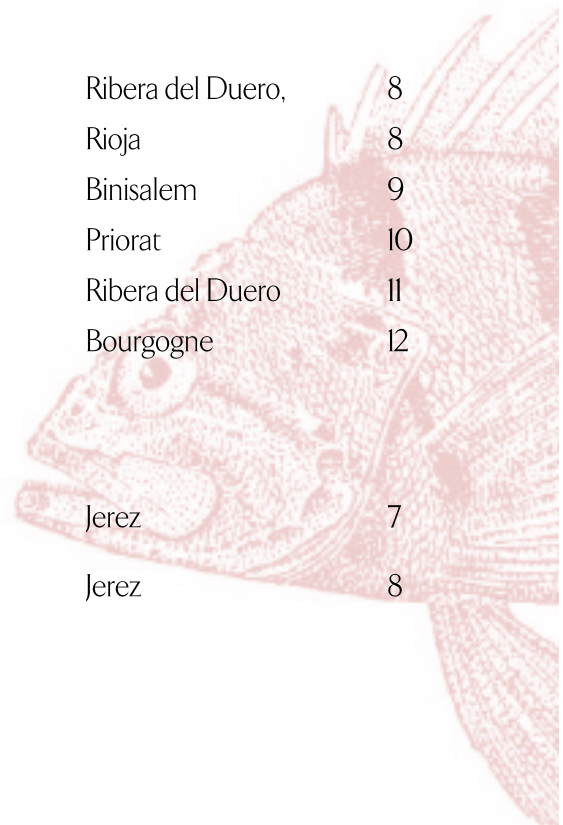 Ribera del Duero, 8
Rioja 8
Binisalem 9
Priorat 10
Ribera del Duero 11
Bourgogne 12
Jerez 7
Jerez 8